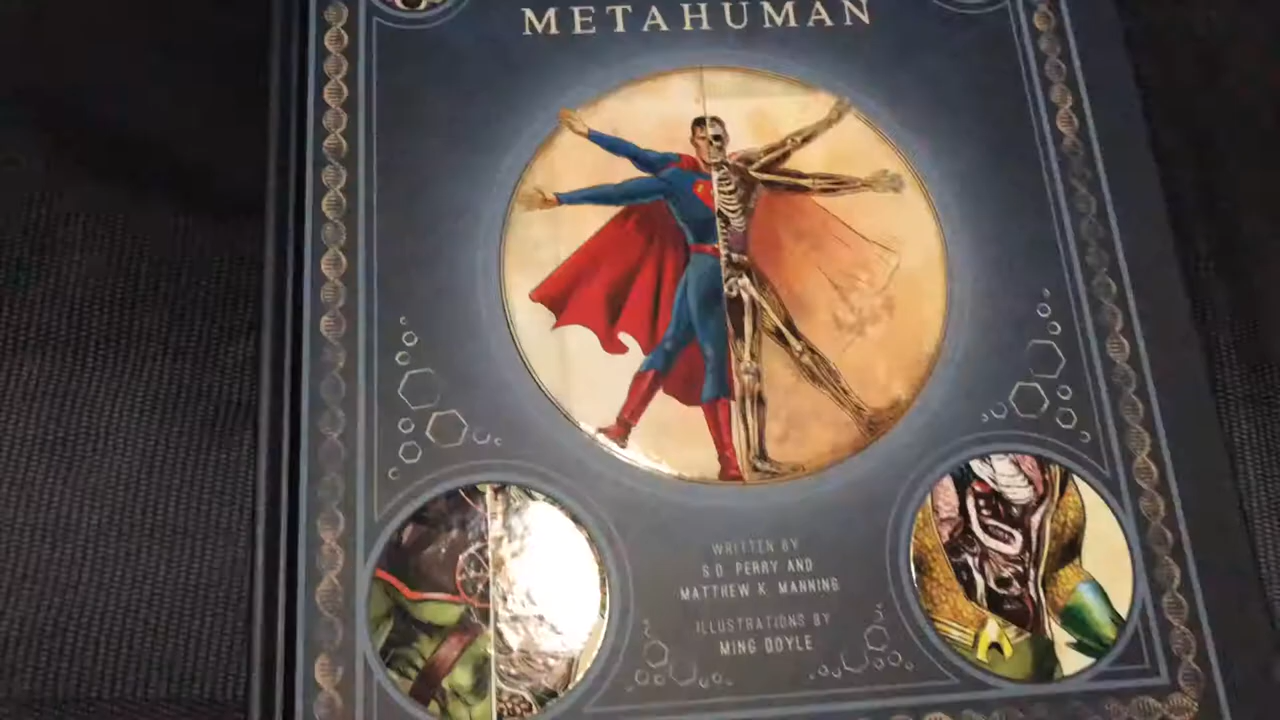 METAHUMAN
WRITTEN BY
S.D. PERRY AND
MATTHEW K. MANNING
ILLUSTRATIONS BY
MING DOYLE